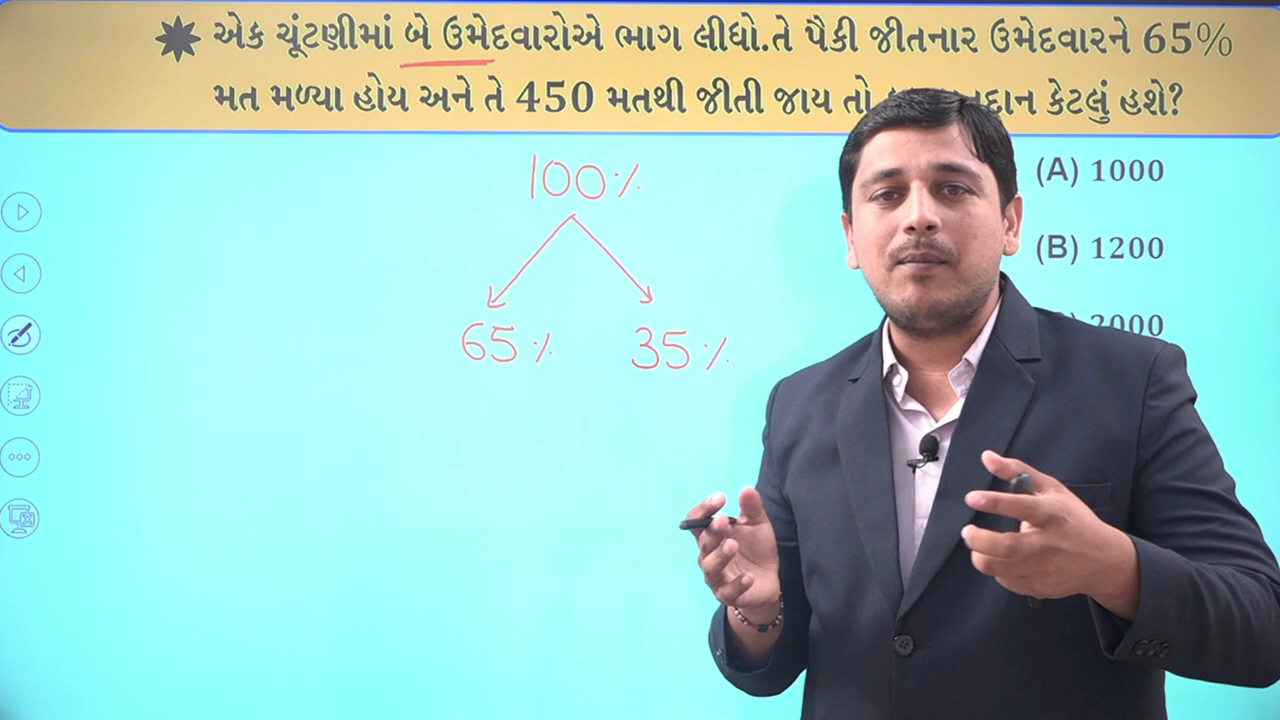 એક ચૂંટણીમાં બે ઉમેદવારોએ ભાગ લીધો.તે પૈકી જીતનાર ઉમેદવારને 65%
મત મળ્યા હોય અને તે 450 મતથી જીતી જાય તો કેટલું હશે?
100%
65% 35%
(A) 1000
(B) 1200
2000